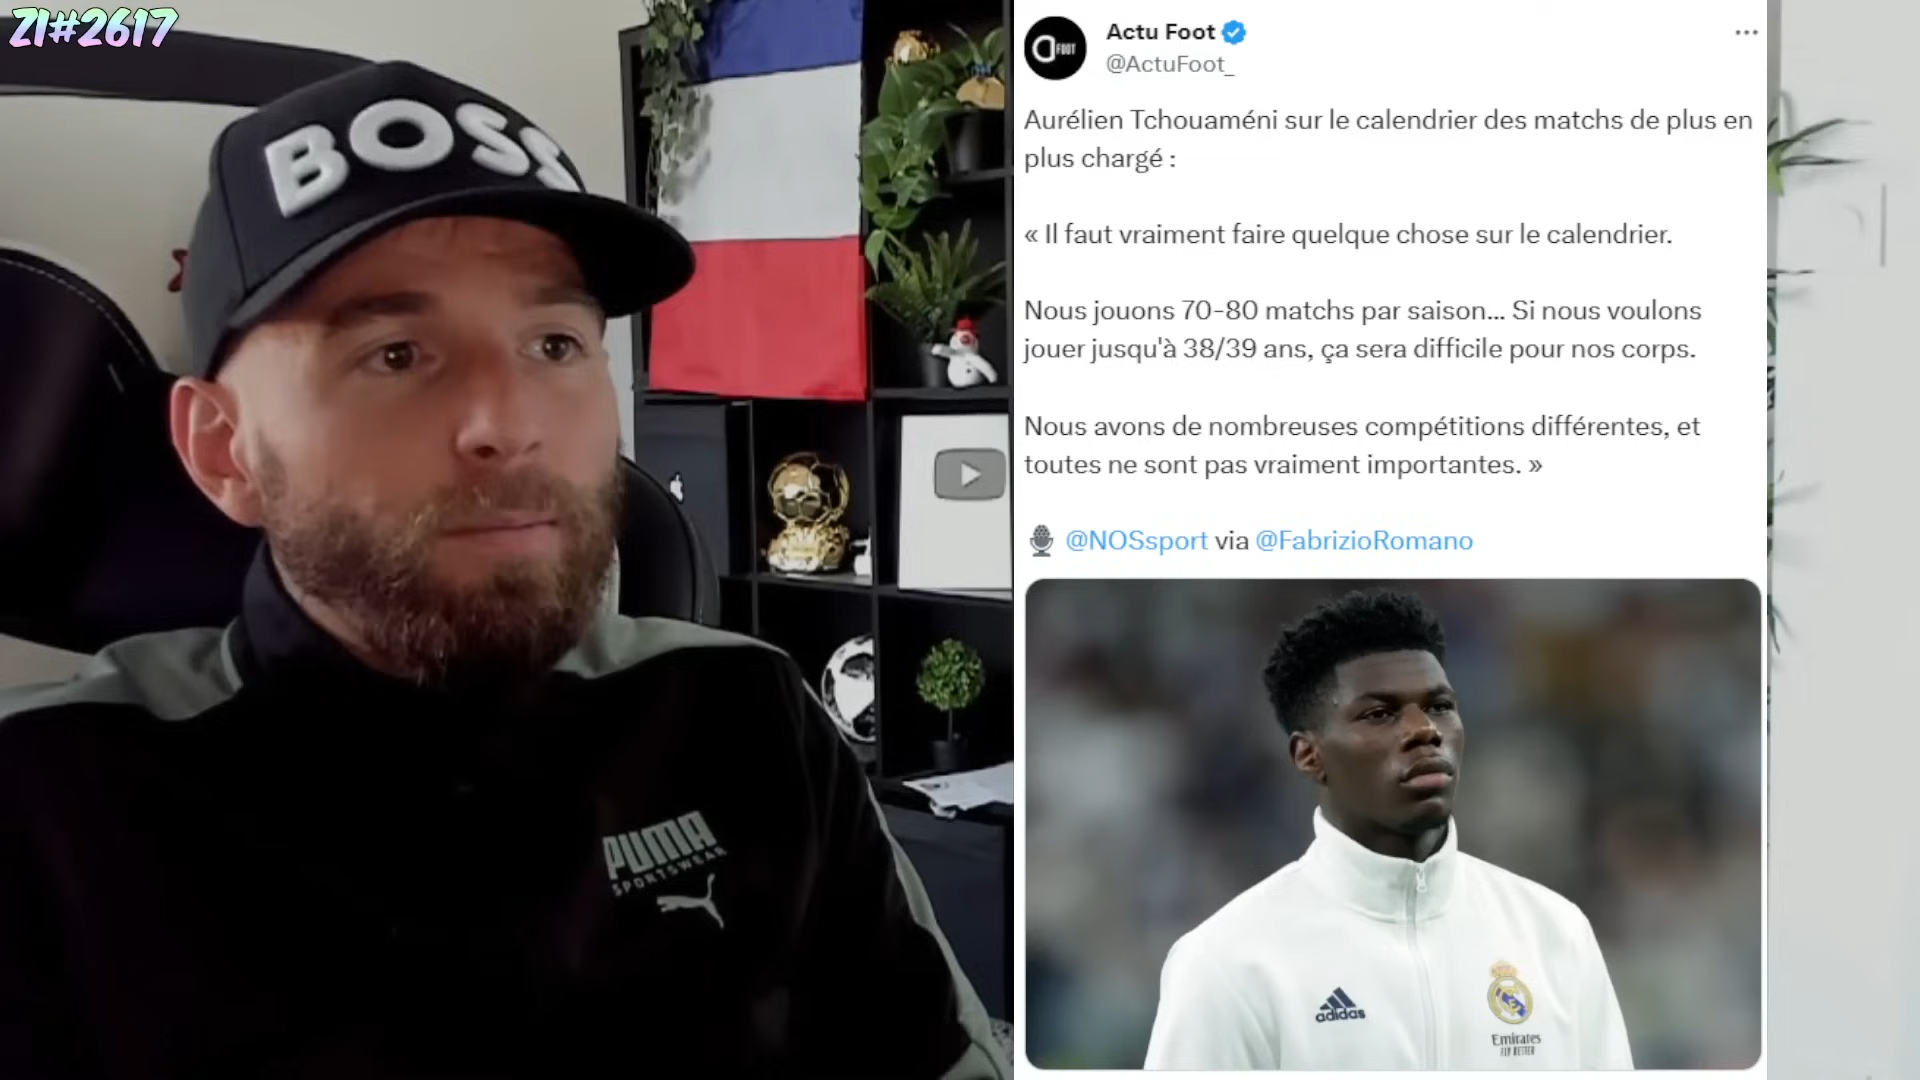 ZI#2617
BOSS
PUMA
SPORTSWEAR
Actu Foot
@ActuFoot_
FOOT
Aurélien Tchouaméni sur le calendrier des matchs de plus en
plus chargé :
« Il faut vraiment faire quelque chose sur le calendrier.
Nous jouons 70-80 matchs par saison... Si nous voulons
jouer jusqu'à 38/39 ans, ça sera difficile pour nos corps.
Nous avons de nombreuses compétitions différentes, et
toutes ne sont pas vraiment importantes. »
@NOSsport via @FabrizioRomano
adidas
Emirates
FLY BETTER